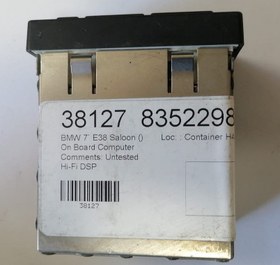 38127 8352298
BMW 7' E38 Saloon () Loc. : Container
On Board Computer
Comments: Untested
Hi-Fi DSP
38127